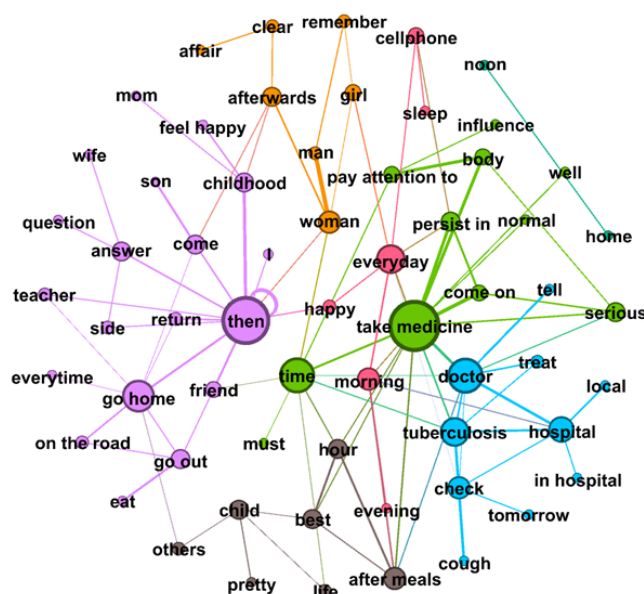 remember
clear
cellphone
affair
noon
mom
afterwards
girl
sleep
feel happy
influence
man
body
wife
son
childhood
pay attention to
well
question
woman
persist in
normal
answer
come
home
I
everyday
teacher
happy
come on
tell
side
return
then
take medicine
serious
everytime
go home
friend
time
morning
doctor
treat
local
on the road
must
hour
tuberculosis
hospital
go out
eat
check
in hospital
child
best
evening
tomorrow
others
cough
pretty
life
after meals